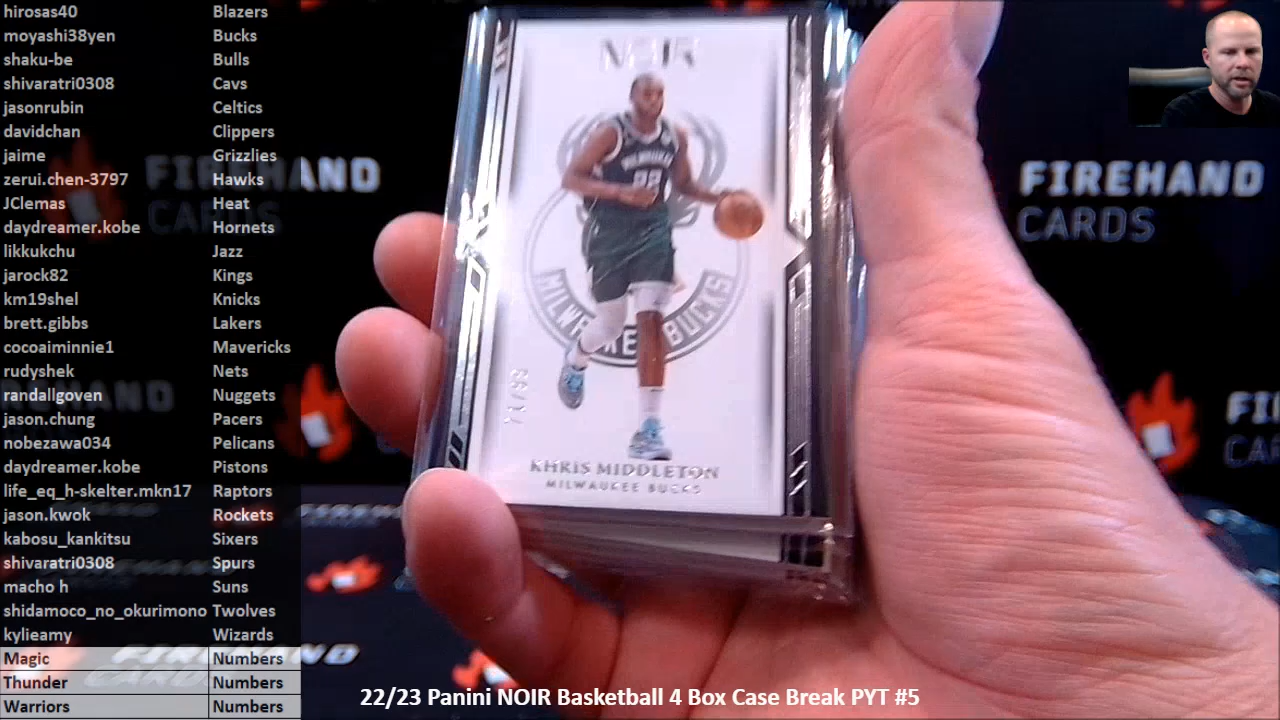 hirosas40 Blazers
moyashi38yen Bucks
shaku-be Bulls
shivaratri0308 Cavs
jasonrubin Celtics
davidchan Clippers
jaime Grizzlies
zerui.chen-3797 Hawks
JClemas Heat
daydreamer.kobe Hornets
likkukchu Jazz
jarock82 Kings
km19shel Knicks
brett.gibbs Lakers
cocoaiminnie1 Mavericks
rudyshek Nets
randallgoven Nuggets
jason.chung Pacers
nobezawa034 Pelicans
daydreamer.kobe Pistons
life_eq_h-skelter.mkn17 Raptors
jason.kwok Rockets
kabosu_kankitsu Sixers
shivaratri0308 Spurs
macho h Suns
shidamoco_no_okurimono Twolves
kylieamy Wizards
Magic Numbers
Thunder Numbers
Warriors Numbers
NOIR
MILWAUKEE
22
MILWAUKEE BUCKS
KHRIS MIDDLETON
MILWAUKEE BUCKS
FIREHAND
CARDS
FIREHAND
CARDS
22/23 Panini NOIR Basketball 4 Box Case Break PYT #5